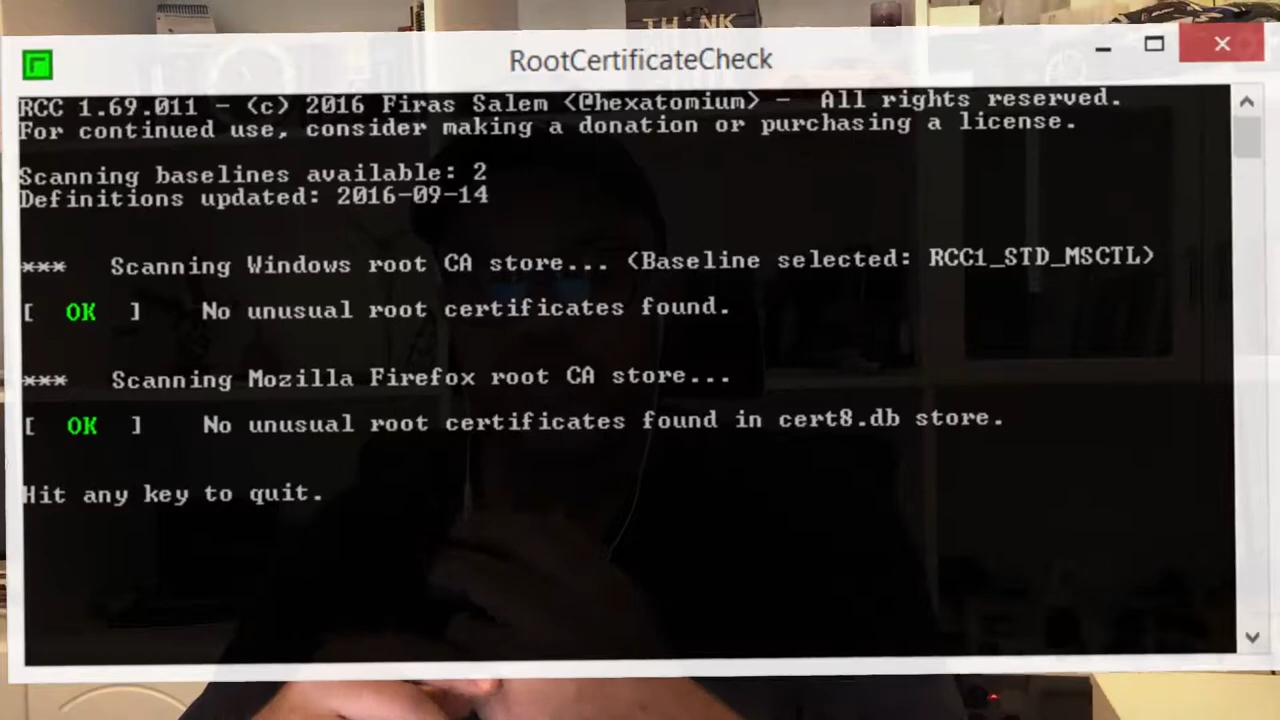 THINK
RootCertificateCheck
RCC 1.69.011 - (c) 2016 Firas Salem <@hexatomium> - All rights reserved.
For continued use, consider making a donation or purchasing a license.
Scanning baselines available: 2
Definitions updated: 2016-09-14
*** Scanning Windows root CA store... (Baseline selected: RCC1_STD_MSCTL)
[ OK ] No unusual root certificates found.
*** Scanning Mozilla Firefox root CA store...
[ OK ] No unusual root certificates found in cert8.db store.
Hit any key to quit.